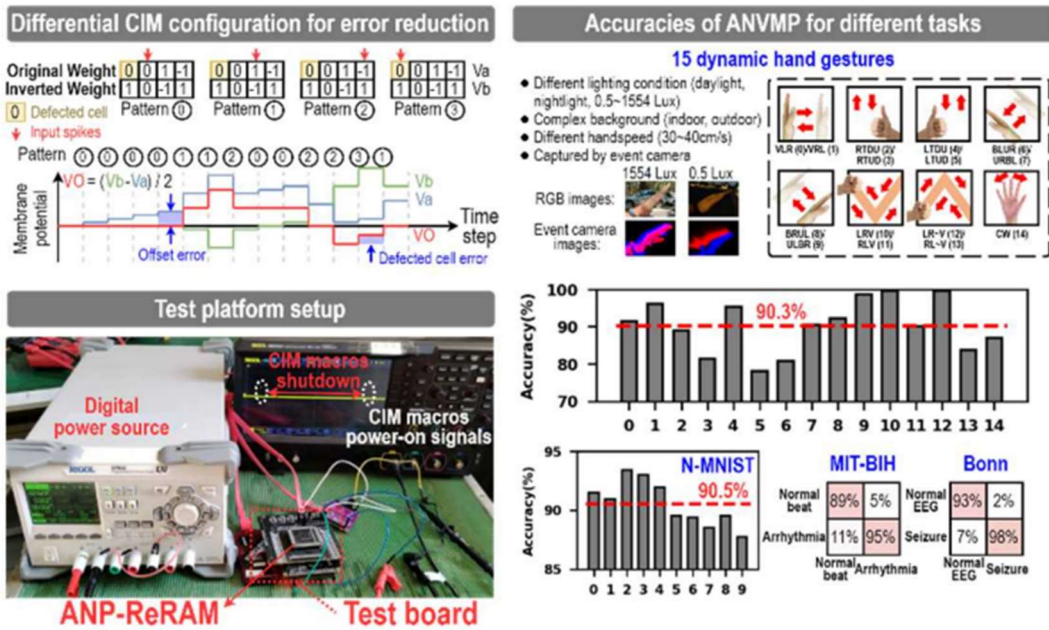 Differential CIM configuration for error reduction
Original Weight 0 0 1 -1 0 0 1 -1 0 0 1 -1 0 0 1 -1 Va
Inverted Weight 1 0 -1 1 1 0 -1 1 1 0 -1 1 1 0 -1 1 Vb
0 Defected cell Pattern 0 Pattern 1 Pattern 2 Pattern 3
Input spikes
Pattern 0 0 0 0 1 1 2 0 0 2 2 3 1
VO = (Vb-Va) / 2
Membrane potential
Vb
Va
VO
Time step
Offset error
Defected cell error
Test platform setup
CIM macros shutdown
Digital power source
CIM macros power-on signals
RIGOL
ANP-ReRAM
Test board
Accuracies of ANVMP for different tasks
15 dynamic hand gestures
● Different lighting condition (daylight,
nightlight, 0.5~1554 Lux)
● Complex background (indoor, outdoor)
● Different handspeed (30~40cm/s)
● Captured by event camera
1554 Lux 0.5 Lux
RGB images:
Event camera
images:
VLR (0)/VRL (1)
RTDU (2)/
RTUD (3)
LTDU (4)/
LTUD (5)
BLUR (6)/
URBL (7)
BRUL (8)/
ULBR (9)
LRV (10)/
RLV (11)
LR~V (12)/
RL~V (13)
CW (14)
Accuracy(%)
100
90
80
70
90.3%
0 1 2 3 4 5 6 7 8 9 10 11 12 13 14
Accuracy(%)
95
90
85
N-MNIST
90.5%
0 1 2 3 4 5 6 7 8 9
MIT-BIH
Normal beat 89% 5%
Arrhythmia 11% 95%
Normal beat Arrhythmia
Bonn
Normal EEG 93% 2%
Seizure 7% 98%
Normal EEG Seizure